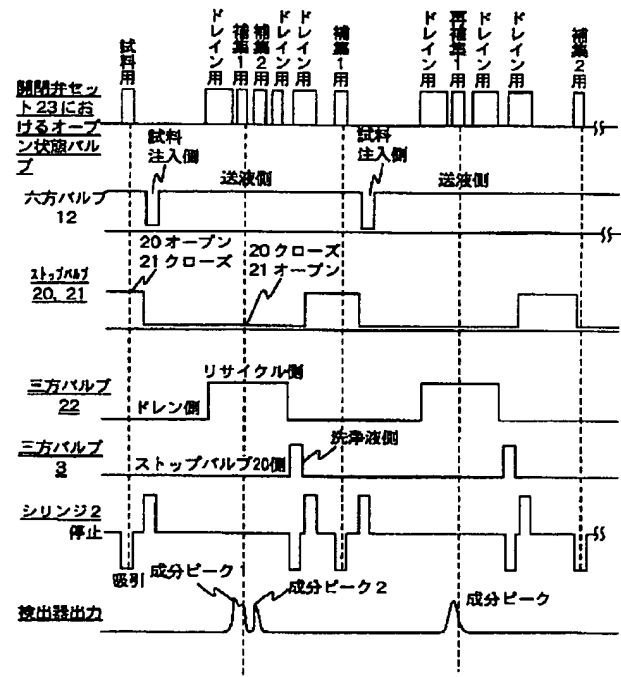 試料用
ドレイン用
補集1用
補集2用
ドレイン用
ドレイン用
補集1用
ドレイン用
再補集1用
ドレイン用
ドレイン用
補集2用
開閉弁セッ
ト23にお
けるオープ
ン状態バル
ブ
試料
注入側
送液側
試料
注入側
送液側
六方バルブ
12
20オープン
21クローズ
20クローズ
21オープン
ストップバルブ
20, 21
リサイクル側
三方バルブ
22
ドレン側
三方バルブ
3
ストップバルブ20側
洗浄液側
シリンジ2
停止
吸引
成分ピーク1
成分ピーク2
成分ピーク
検出器出力